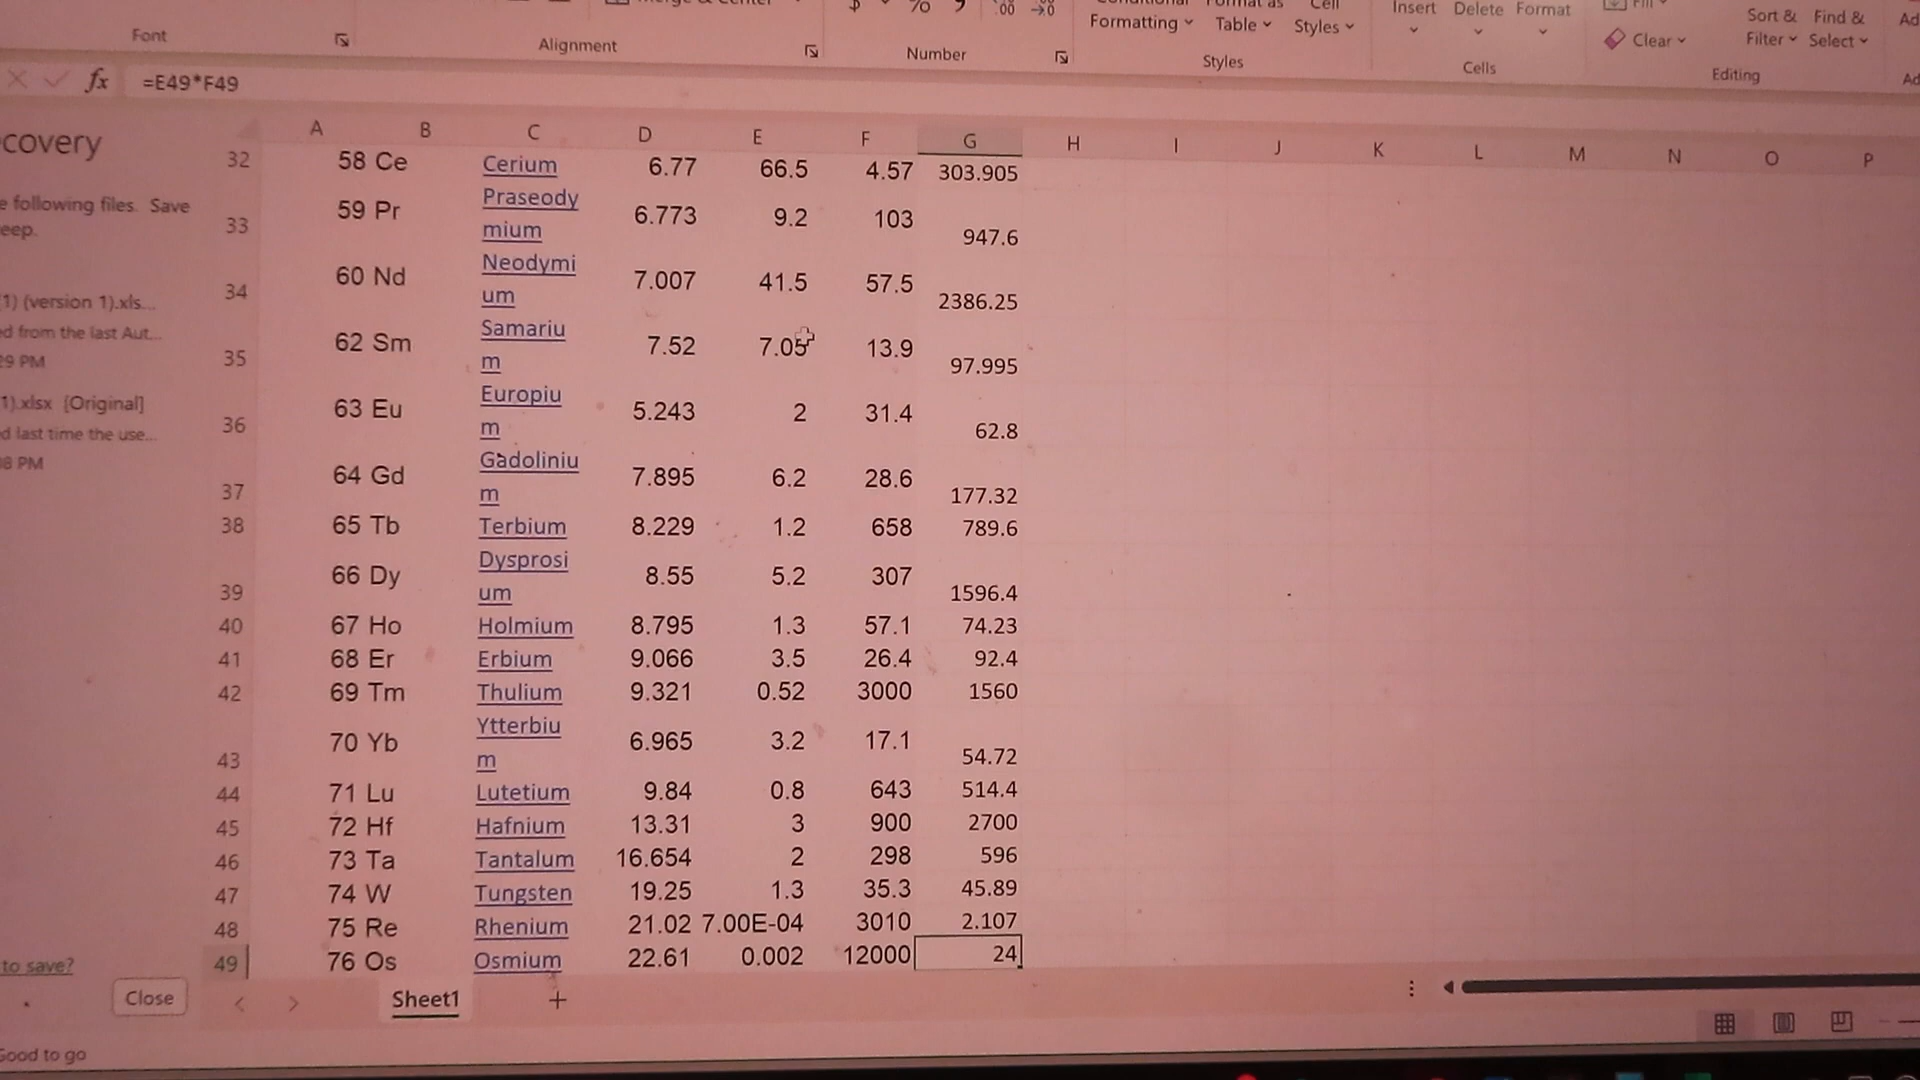 Font
Alignment
Number
Formatting
Table
Styles
Styles
Insert
Delete
Format
Cells
Clear
Sort & Filter
Find & Select
Editing
fx =E49*F49
covery
e following files. Save
eep.
1) (version 1).xls...
ed from the last Aut...
29 PM
1).xlsx [Original]
d last time the use...
08 PM
to save?
Close
A B C D E F G H I J K L M N O P
32 58 Ce Cerium 6.77 66.5 4.57 303.905
33 59 Pr Praseody
mium 6.773 9.2 103 947.6
34 60 Nd Neodymi
um 7.007 41.5 57.5 2386.25
35 62 Sm Samariu
m 7.52 7.05 13.9 97.995
36 63 Eu Europiu
m 5.243 2 31.4 62.8
37 64 Gd Gadoliniu
m 7.895 6.2 28.6 177.32
38 65 Tb Terbium 8.229 1.2 658 789.6
39 66 Dy Dysprosi
um 8.55 5.2 307 1596.4
40 67 Ho Holmium 8.795 1.3 57.1 74.23
41 68 Er Erbium 9.066 3.5 26.4 92.4
42 69 Tm Thulium 9.321 0.52 3000 1560
43 70 Yb Ytterbiu
m 6.965 3.2 17.1 54.72
44 71 Lu Lutetium 9.84 0.8 643 514.4
45 72 Hf Hafnium 13.31 3 900 2700
46 73 Ta Tantalum 16.654 2 298 596
47 74 W Tungsten 19.25 1.3 35.3 45.89
48 75 Re Rhenium 21.02 7.00E-04 3010 2.107
49 76 Os Osmium 22.61 0.002 12000 24
Sheet1
Good to go